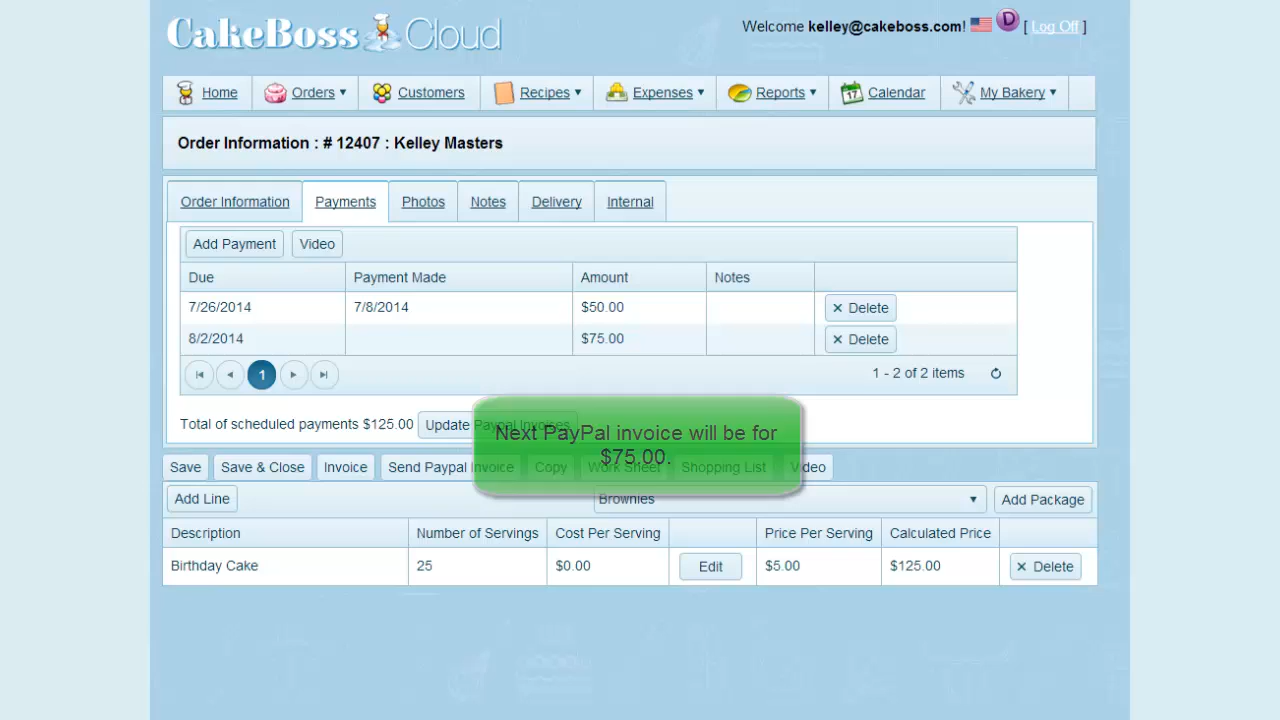 CakeBoss Cloud
Welcome kelley@cakeboss.com! D [ Log Off ]
Home Orders ▾ Customers Recipes ▾ Expenses ▾ Reports ▾ 17 Calendar My Bakery ▾
Order Information : # 12407 : Kelley Masters
Order Information Payments Photos Notes Delivery Internal
Add Payment Video
Due Payment Made Amount Notes
7/26/2014 7/8/2014 $50.00 × Delete
8/2/2014 $75.00 × Delete
1 1 - 2 of 2 items
Total of scheduled payments $125.00 Update Paypal Invoices
Next PayPal invoice will be for
$75.00.
Save Save & Close Invoice Send Paypal Invoice Copy Work Sheet Shopping List Video
Add Line Brownies ▾ Add Package
Description Number of Servings Cost Per Serving Price Per Serving Calculated Price
Birthday Cake 25 $0.00 Edit $5.00 $125.00 × Delete